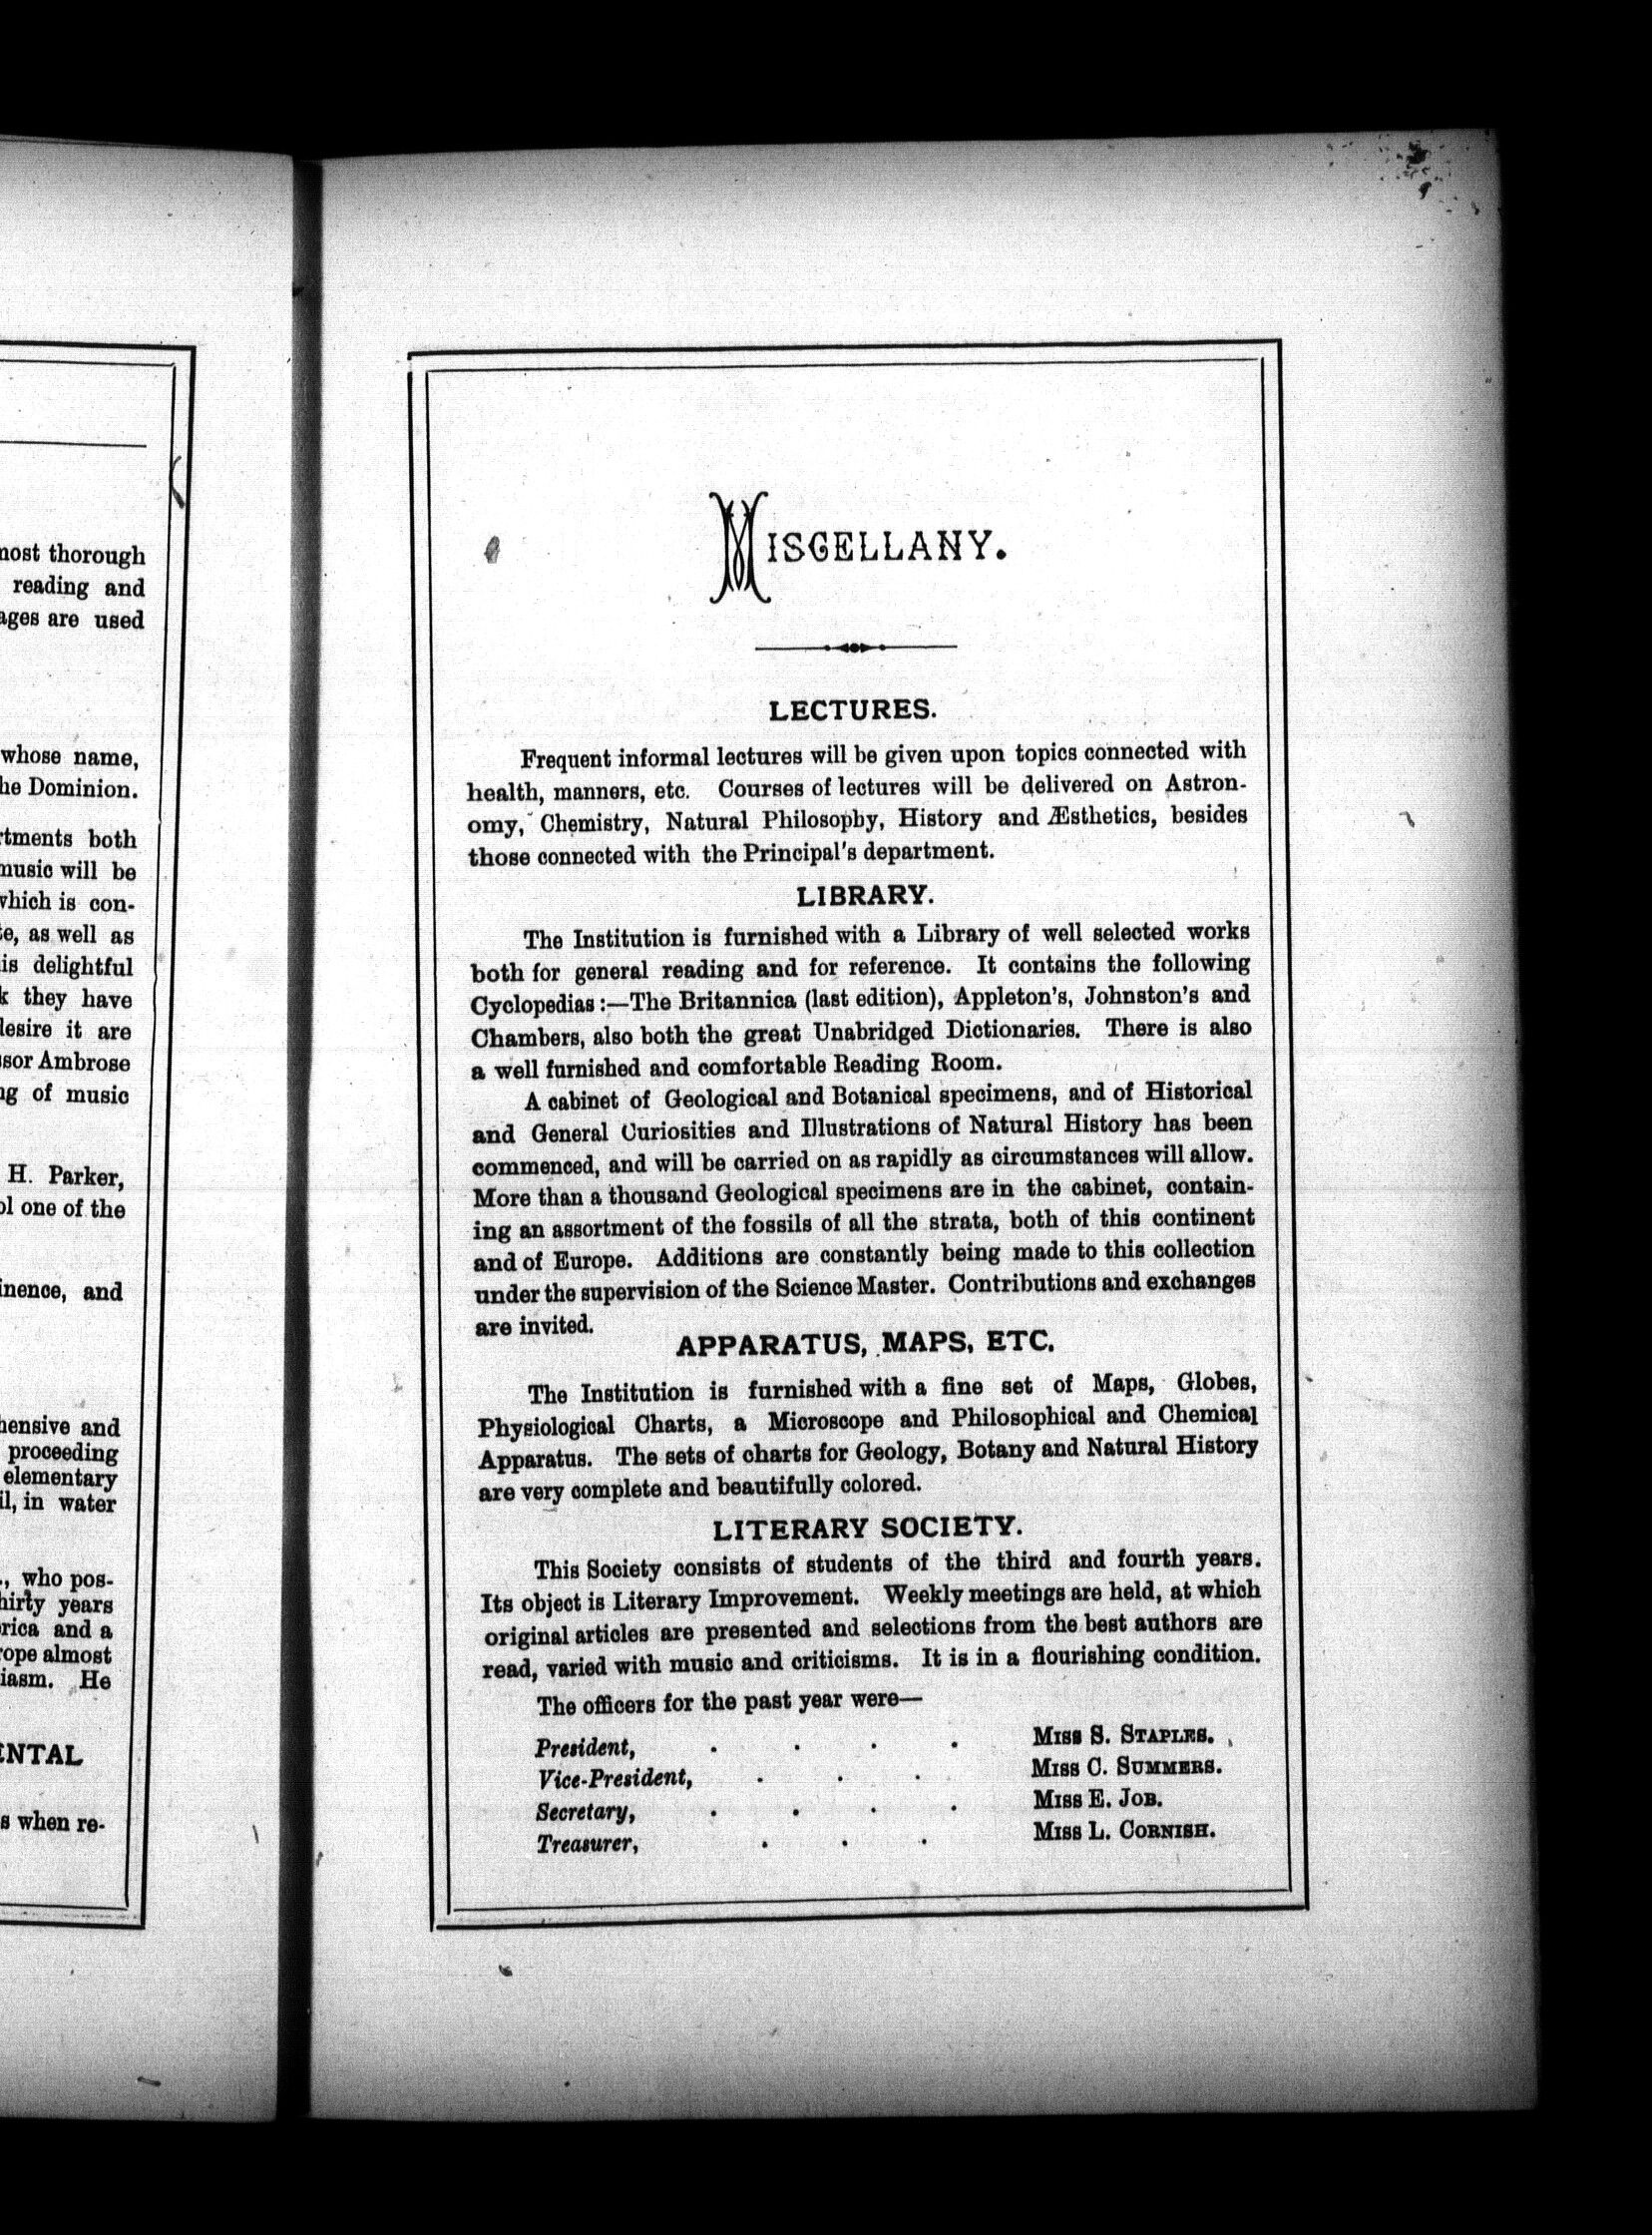 most thorough
reading and
ages are used
whose name,
the Dominion.
rtments both
music will be
which is con-
te, as well as
is delightful
k they have
desire it are
ssor Ambrose
ng of music
H. Parker,
ol one of the
inence, and
hensive and
proceeding
elementary
il, in water
., who pos-
hirty years
rica and a
rope almost
iasm. He
ENTAL
s when re-
MISCELLANY.
LECTURES.
Frequent informal lectures will be given upon topics connected with
health, manners, etc. Courses of lectures will be delivered on Astron-
omy, Chemistry, Natural Philosophy, History and Æsthetics, besides
those connected with the Principal's department.
LIBRARY.
The Institution is furnished with a Library of well selected works
both for general reading and for reference. It contains the following
Cyclopedias:—The Britannica (last edition), Appleton's, Johnston's and
Chambers, also both the great Unabridged Dictionaries. There is also
a well furnished and comfortable Reading Room.
A cabinet of Geological and Botanical specimens, and of Historical
and General Curiosities and Illustrations of Natural History has been
commenced, and will be carried on as rapidly as circumstances will allow.
More than a thousand Geological specimens are in the cabinet, contain-
ing an assortment of the fossils of all the strata, both of this continent
and of Europe. Additions are constantly being made to this collection
under the supervision of the Science Master. Contributions and exchanges
are invited.
APPARATUS, MAPS, ETC.
The Institution is furnished with a fine set of Maps, Globes,
Physiological Charts, a Microscope and Philosophical and Chemical
Apparatus. The sets of charts for Geology, Botany and Natural History
are very complete and beautifully colored.
LITERARY SOCIETY.
This Society consists of students of the third and fourth years.
Its object is Literary Improvement. Weekly meetings are held, at which
original articles are presented and selections from the best authors are
read, varied with music and criticisms. It is in a flourishing condition.
The officers for the past year were—
President, . . . . MISS S. STAPLES.
Vice-President, . . . MISS C. SUMMERS.
Secretary, . . . . MISS E. JOB.
Treasurer, . . . MISS L. CORNISH.